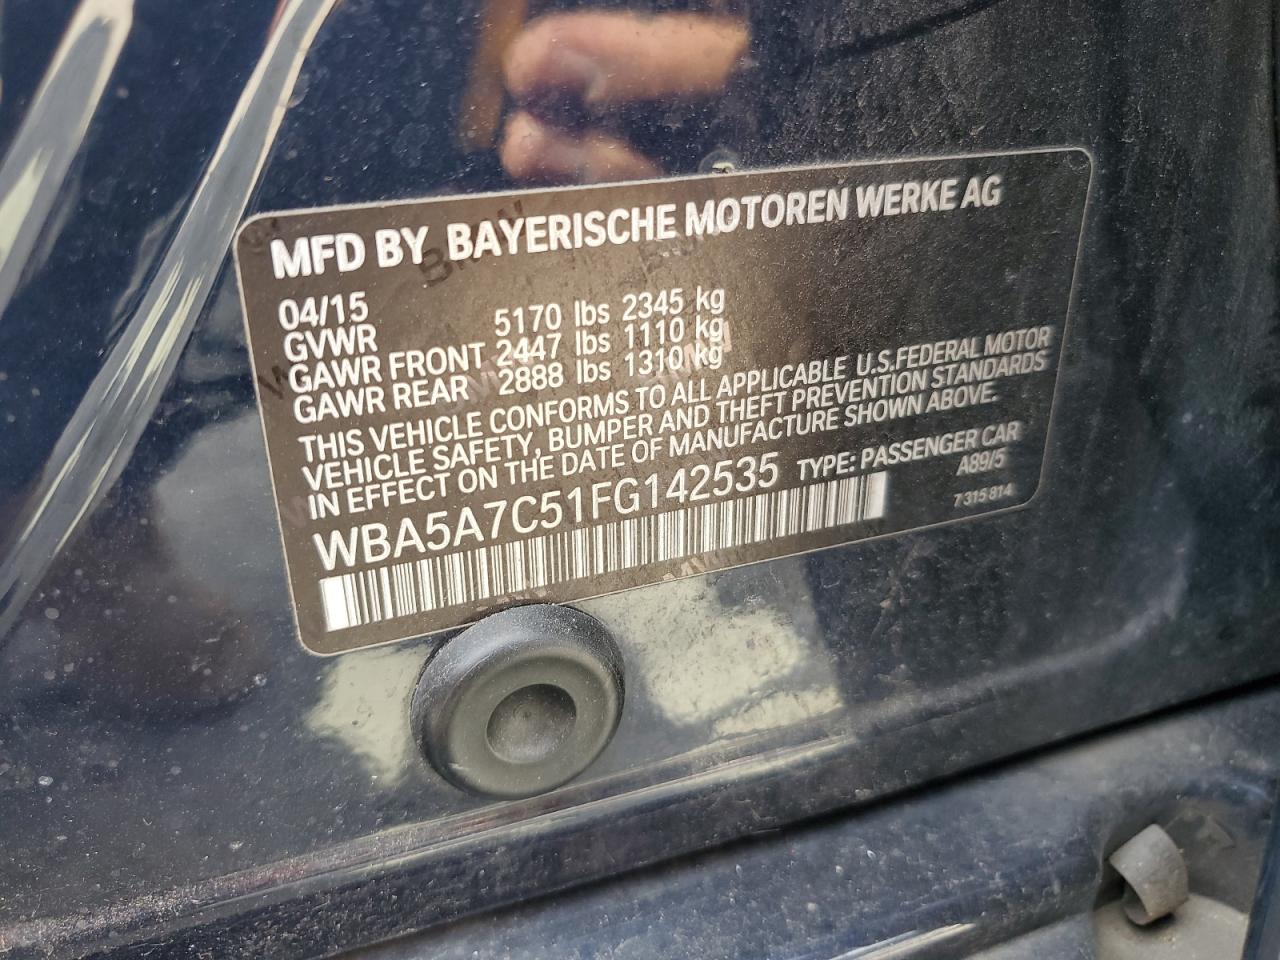 MFD BY BAYERISCHE MOTOREN WERKE AG
04/15
GVWR 5170 lbs 2345 kg
GAWR FRONT 2447 lbs 1110 kg
GAWR REAR 2888 lbs 1310 kg
THIS VEHICLE CONFORMS TO ALL APPLICABLE U.S.FEDERAL MOTOR
VEHICLE SAFETY, BUMPER AND THEFT PREVENTION STANDARDS
IN EFFECT ON THE DATE OF MANUFACTURE SHOWN ABOVE.
WBA5A7C51FG142535 TYPE: PASSENGER CAR
A89/5
7 315 814